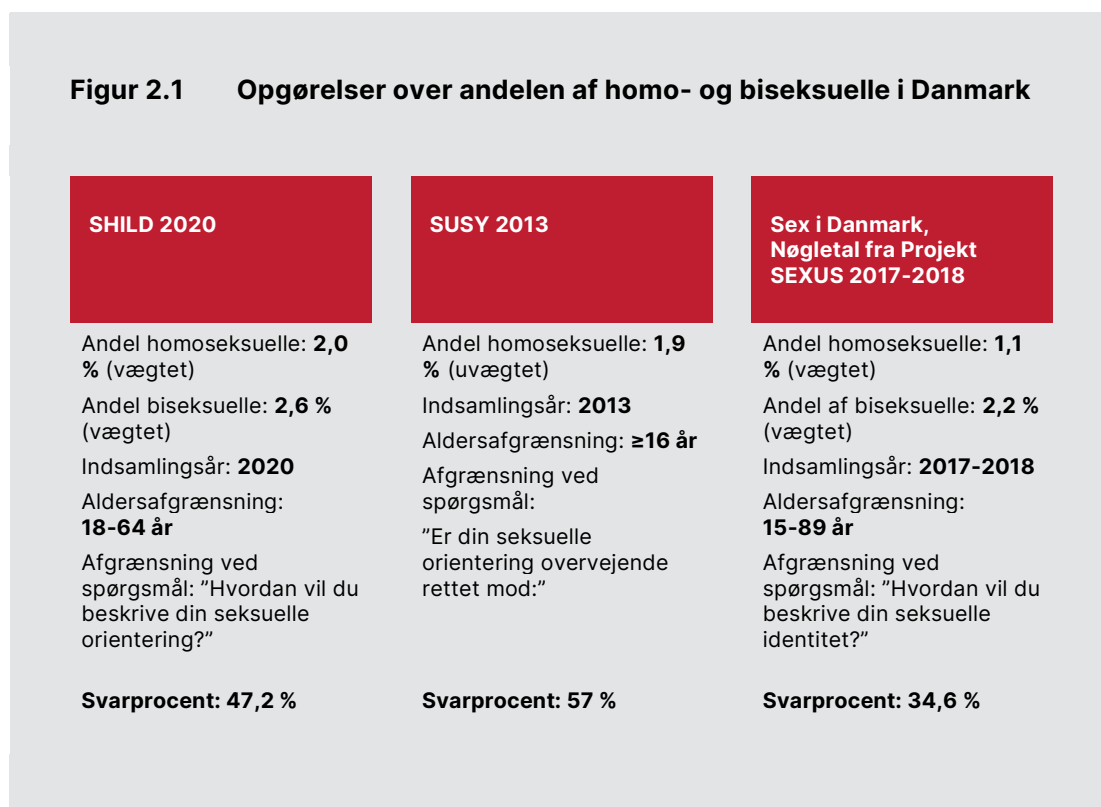 Figur 2.1 Opgørelser over andelen af homo- og biseksuelle i Danmark
SHILD 2020
Andel homoseksuelle: 2,0
% (vægtet)
Andel biseksuelle: 2,6 %
(vægtet)
Indsamlingsår: 2020
Aldersafgrænsning:
18-64 år
Afgrænsning ved
spørgsmål: ”Hvordan vil du
beskrive din seksuelle
orientering?”
Svarprocent: 47,2 %
SUSY 2013
Andel homoseksuelle: 1,9
% (uvægtet)
Indsamlingsår: 2013
Aldersafgrænsning: ≥16 år
Afgrænsning ved
spørgsmål:
”Er din seksuelle
orientering overvejende
rettet mod:”
Svarprocent: 57 %
Sex i Danmark,
Nøgletal fra Projekt
SEXUS 2017-2018
Andel homoseksuelle: 1,1
% (vægtet)
Andel af biseksuelle: 2,2 %
(vægtet)
Indsamlingsår: 2017-2018
Aldersafgrænsning:
15-89 år
Afgrænsning ved
spørgsmål: ”Hvordan vil du
beskrive din seksuelle
identitet?”
Svarprocent: 34,6 %